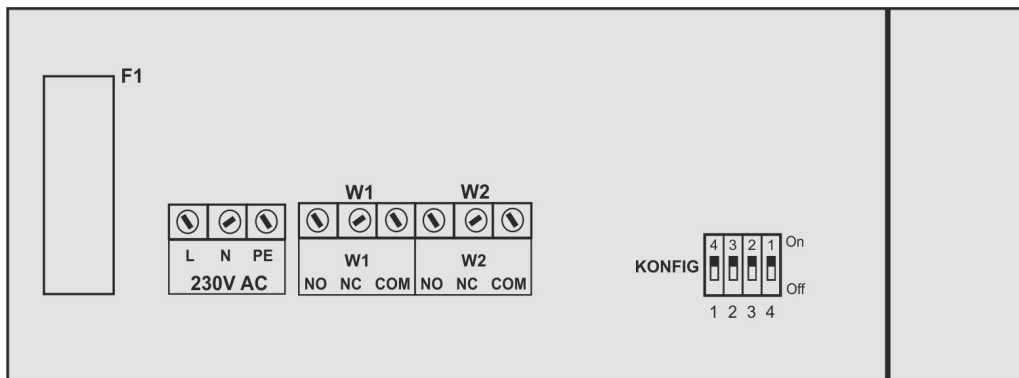 F1
W1 W2
L N PE
230V AC
W1 W2
NO NC COM NO NC COM
KONFIG
4 3 2 1
On
Off
1 2 3 4